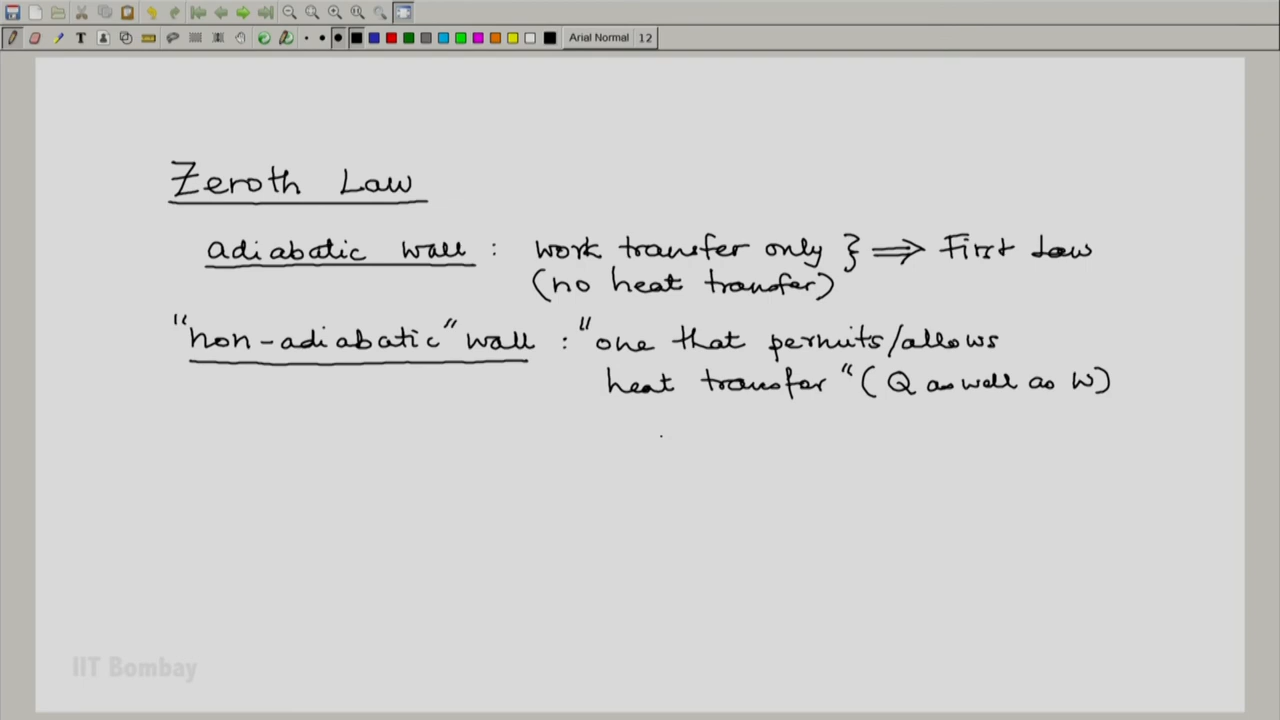 Arial Normal 12
Zeroth Law
adiabatic wall : work transfer only } ⇒ First Law
(no heat transfer)
"non-adiabatic" wall : "one that permits/allows
heat transfer" (Q as well as W)
IIT Bombay